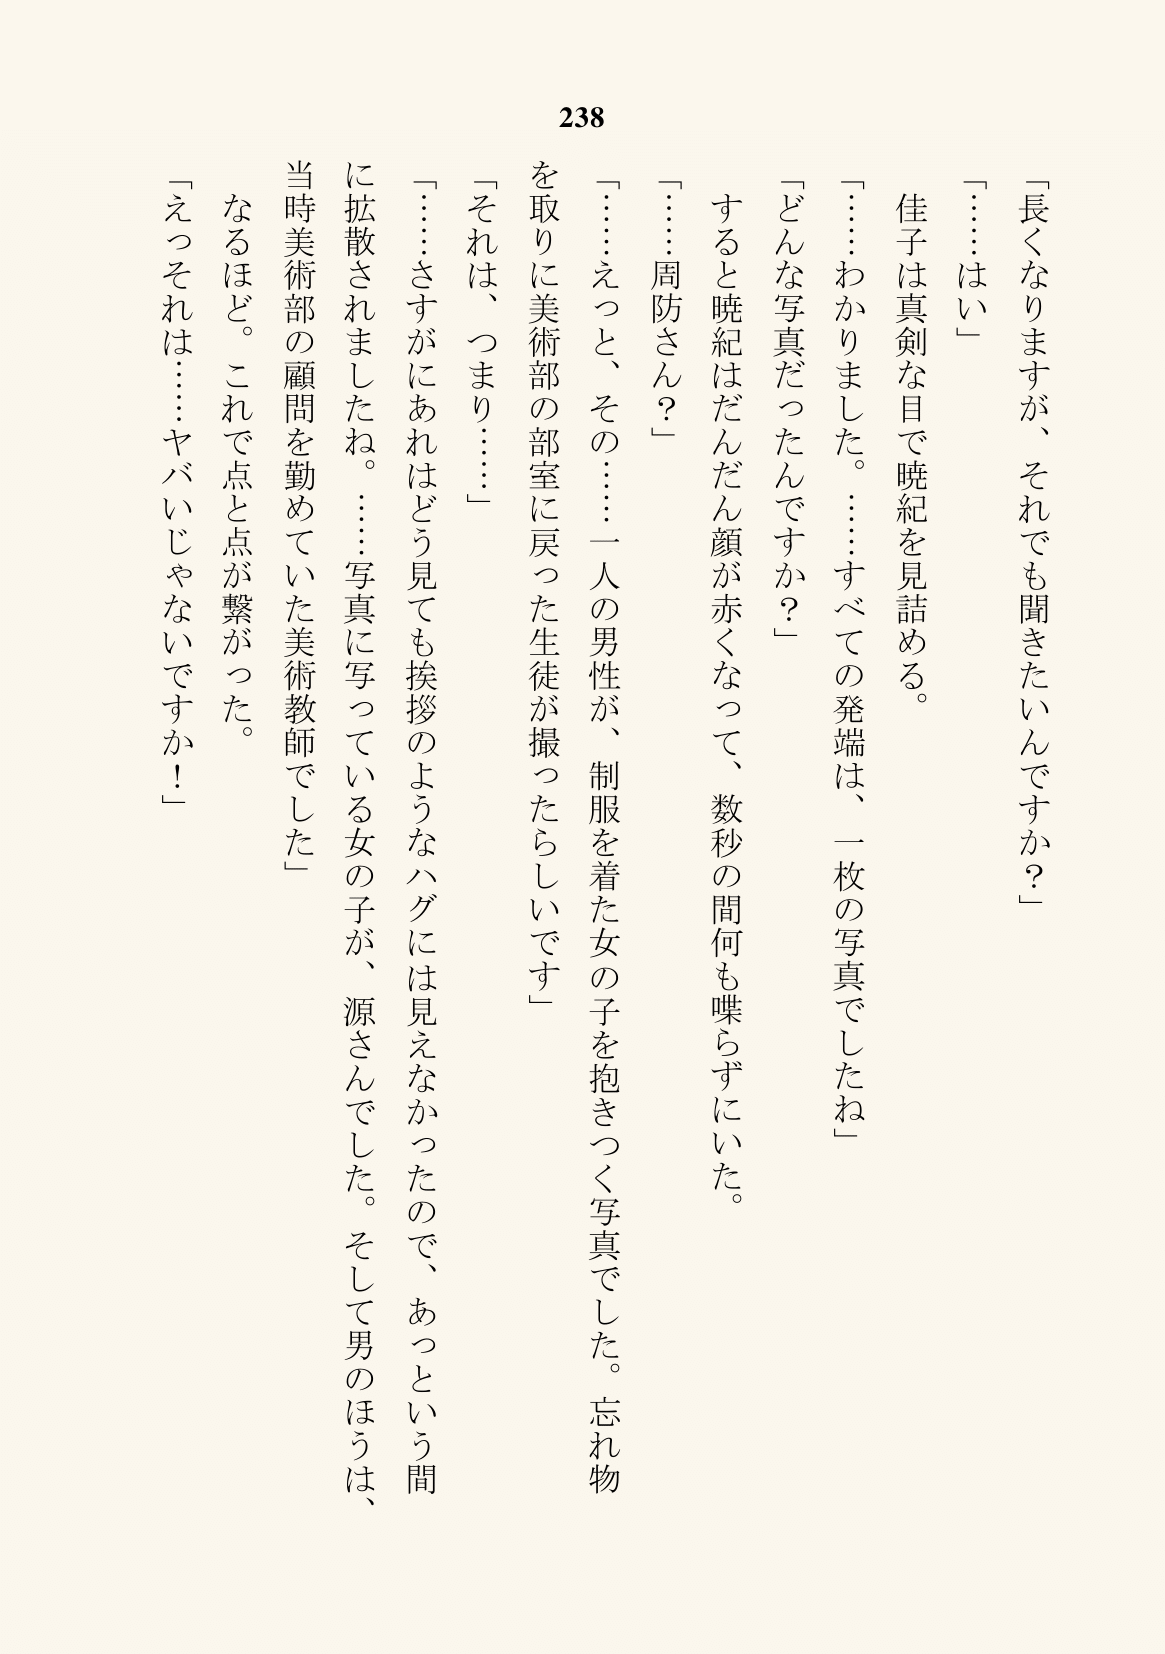 238
「長くなりますが、それでも聞きたいんですか？」
「……はい」
　佳子は真剣な目で暁紀を見詰める。
「……わかりました。……すべての発端は、一枚の写真でしたね」
「どんな写真だったんですか？」
　すると暁紀はだんだん顔が赤くなって、数秒の間何も喋らずにいた。
「……周防さん？」
「……えっと、その……一人の男性が、制服を着た女の子を抱きつく写真でした。忘れ物
を取りに美術部の部室に戻った生徒が撮ったらしいです」
「それは、つまり……」
「……さすがにあれはどう見ても挨拶のようなハグには見えなかったので、あっという間
に拡散されましたね。……写真に写っている女の子が、源さんでした。そして男のほうは、
当時美術部の顧問を勤めていた美術教師でした」
　なるほど。これで点と点が繋がった。
「えっそれは……ヤバいじゃないですか！」